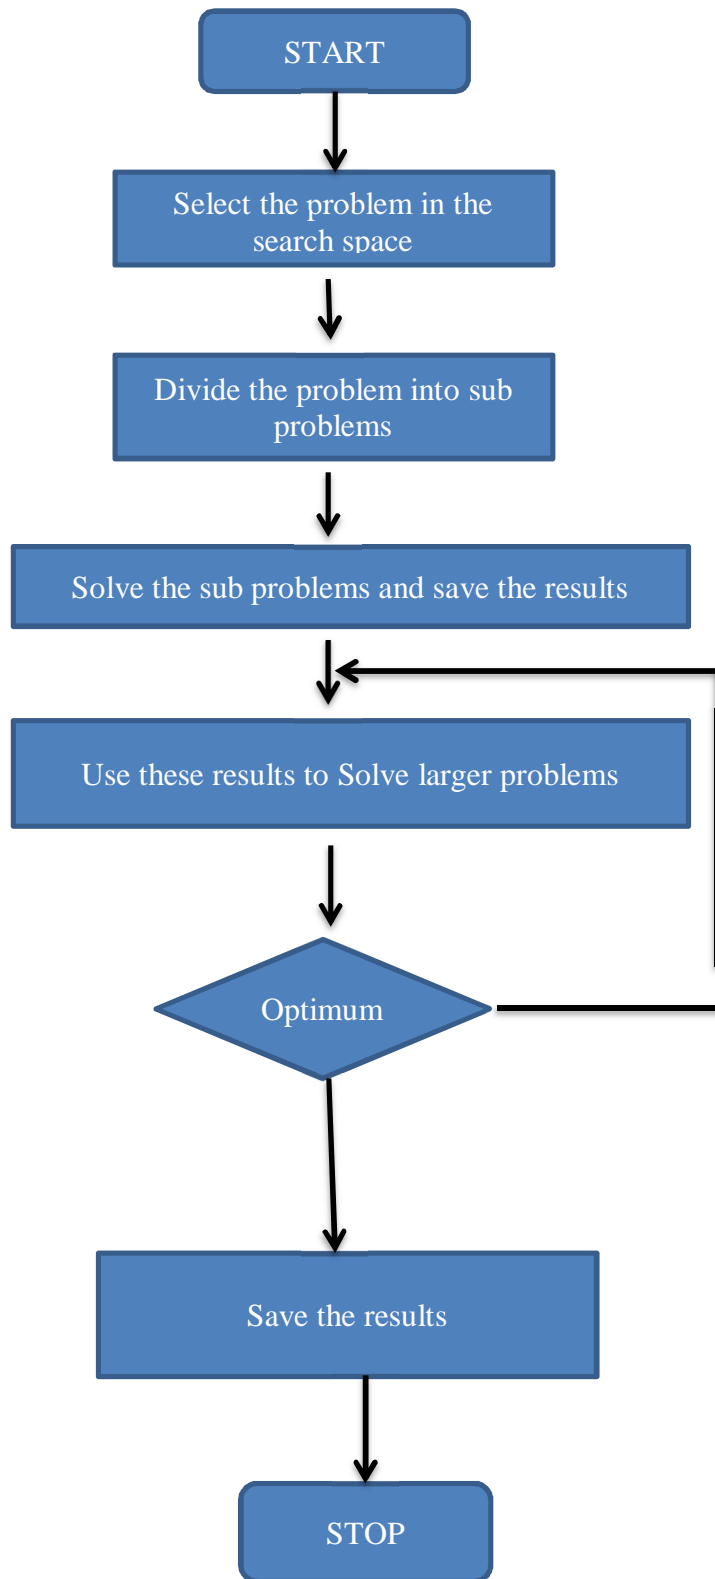 START
Select the problem in the
search space
Divide the problem into sub
problems
Solve the sub problems and save the results
Use these results to Solve larger problems
Optimum
Save the results
STOP